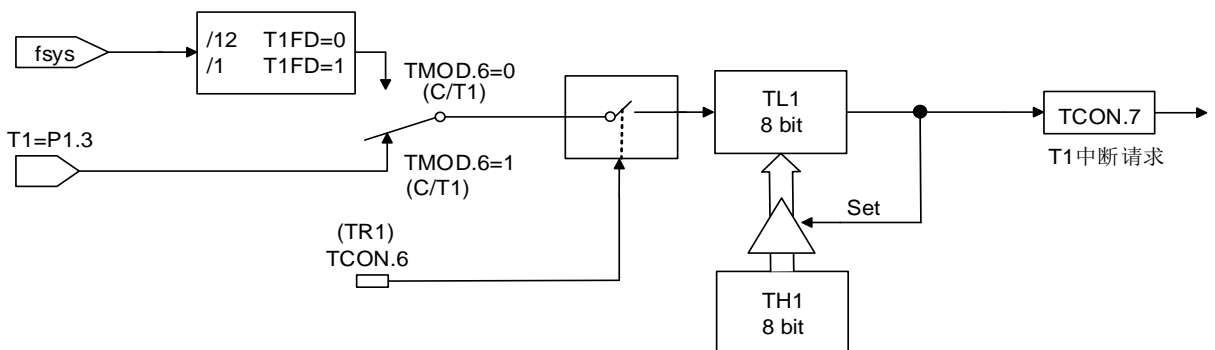 fsys
/12 T1FD=0
/1 T1FD=1
TMOD.6=0
(C/T1)
T1=P1.3
TMOD.6=1
(C/T1)
(TR1)
TCON.6
TL1
8 bit
TCON.7
T1中断请求
Set
TH1
8 bit